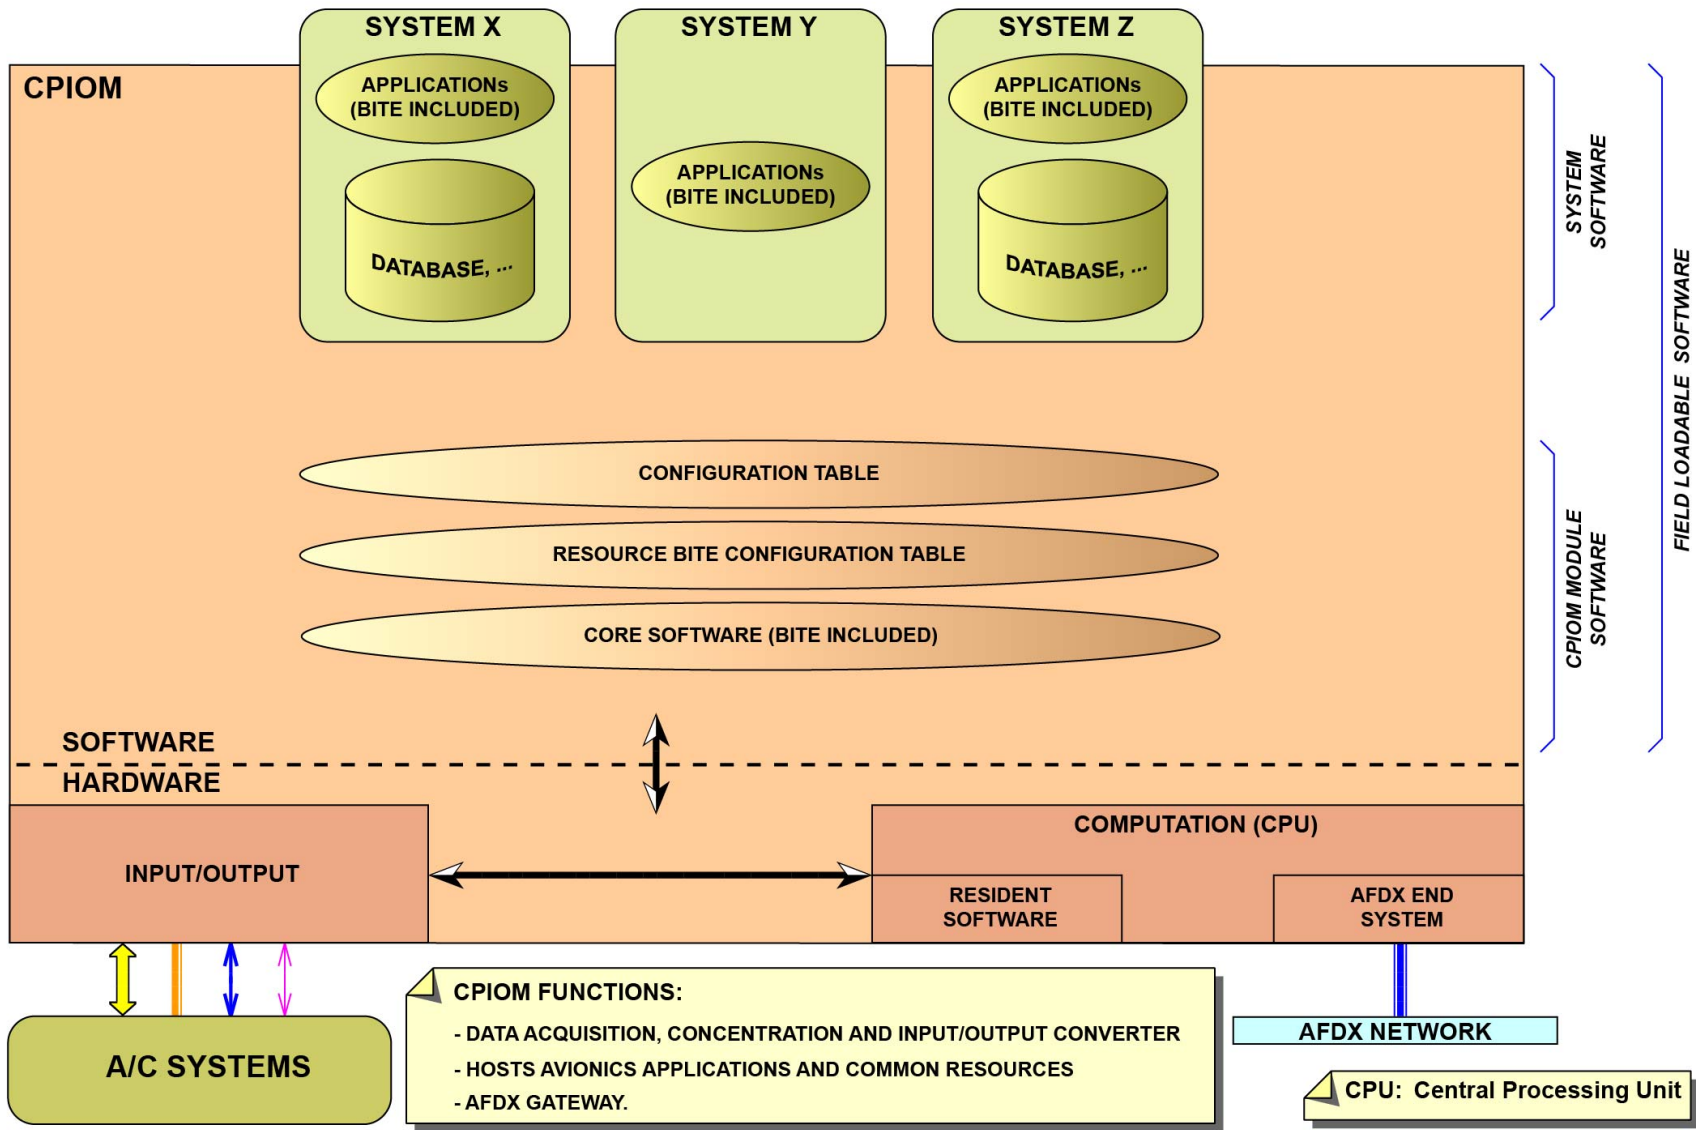 SYSTEM X
SYSTEM Y
SYSTEM Z
CPIOM
APPLICATIONs
(BITE INCLUDED)
APPLICATIONs
(BITE INCLUDED)
APPLICATIONs
(BITE INCLUDED)
DATABASE, ...
DATABASE, ...
SYSTEM
SOFTWARE
FIELD LOADABLE SOFTWARE
CONFIGURATION TABLE
RESOURCE BITE CONFIGURATION TABLE
CORE SOFTWARE (BITE INCLUDED)
CPIOM MODULE
SOFTWARE
SOFTWARE
HARDWARE
INPUT/OUTPUT
COMPUTATION (CPU)
RESIDENT
SOFTWARE
AFDX END
SYSTEM
A/C SYSTEMS
CPIOM FUNCTIONS:
- DATA ACQUISITION, CONCENTRATION AND INPUT/OUTPUT CONVERTER
- HOSTS AVIONICS APPLICATIONS AND COMMON RESOURCES
- AFDX GATEWAY.
AFDX NETWORK
CPU: Central Processing Unit